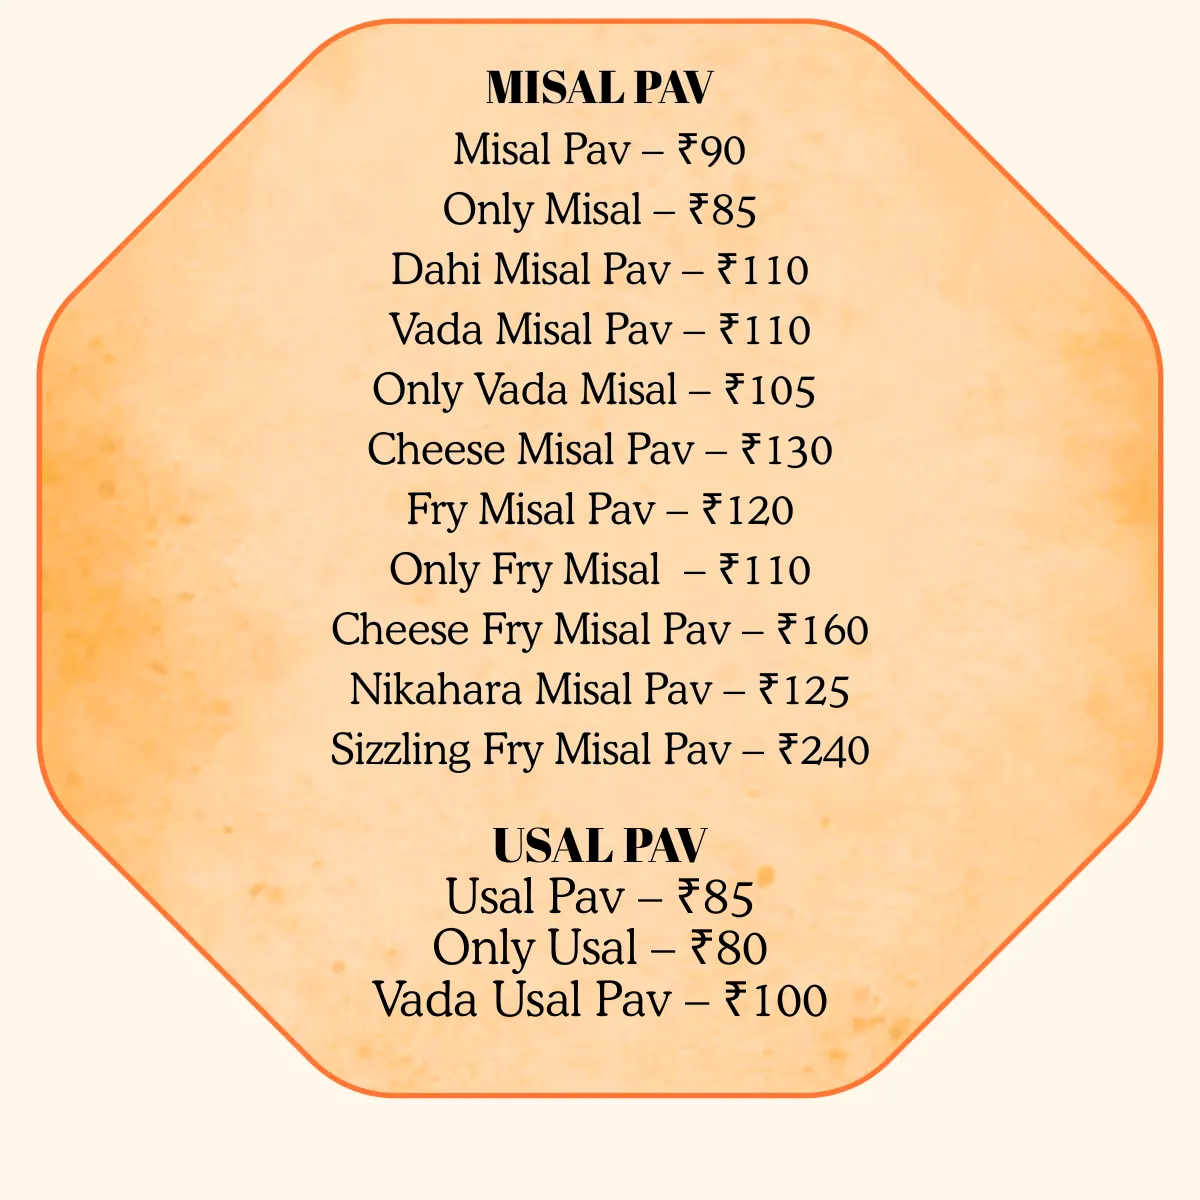 MISAL PAV
Misal Pav – ₹90
Only Misal – ₹85
Dahi Misal Pav – ₹110
Vada Misal Pav – ₹110
Only Vada Misal – ₹105
Cheese Misal Pav – ₹130
Fry Misal Pav – ₹120
Only Fry Misal  – ₹110
Cheese Fry Misal Pav – ₹160
Nikahara Misal Pav – ₹125
Sizzling Fry Misal Pav – ₹240
USAL PAV
Usal Pav – ₹85
Only Usal – ₹80
Vada Usal Pav – ₹100